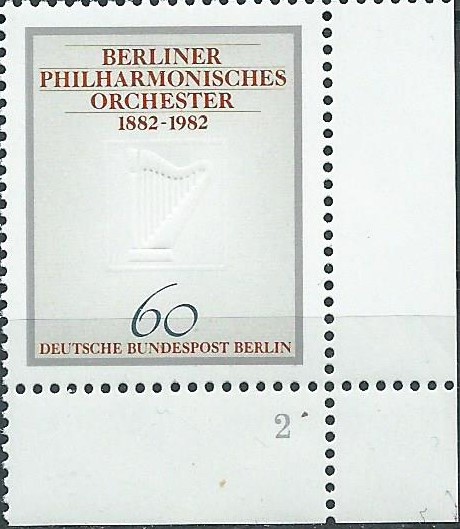 BERLINER
PHILHARMONISCHES
ORCHESTER
1882-1982
60
DEUTSCHE BUNDESPOST BERLIN
2